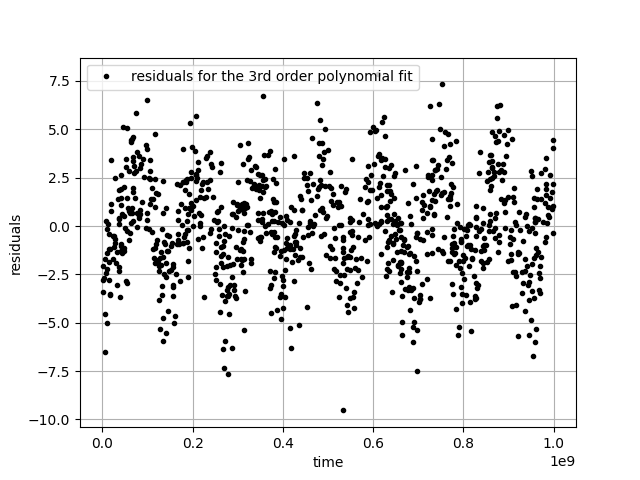 residuals for the 3rd order polynomial fit
7.5
5.0
2.5
0.0
−2.5
−5.0
−7.5
−10.0
residuals
0.0 0.2 0.4 0.6 0.8 1.0
time
1e9